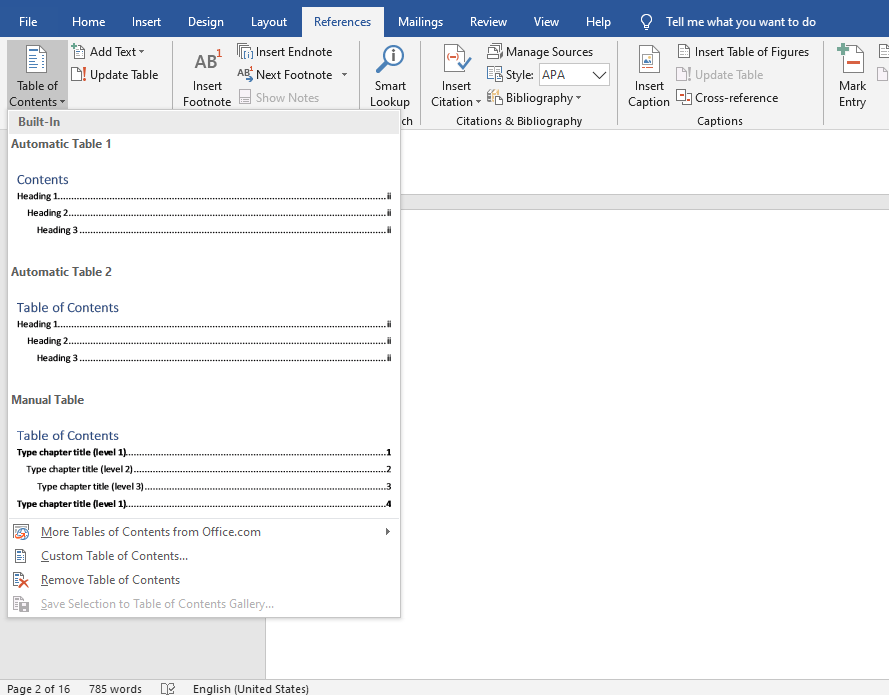 File Home Insert Design Layout References Mailings Review View Help Tell me what you want to do
Table of Contents
Add Text
Update Table
AB1
Insert Footnote
Insert Endnote
AB1 Next Footnote
Show Notes
Smart Lookup
ch
Insert Citation
Manage Sources
Style: APA
Bibliography
Citations & Bibliography
Insert Caption
Insert Table of Figures
Update Table
Cross-reference
Captions
Mark Entry
Built-In
Automatic Table 1
Contents
Heading 1...ii
Heading 2...ii
Heading 3...ii
Automatic Table 2
Table of Contents
Heading 1...ii
Heading 2...ii
Heading 3...ii
Manual Table
Table of Contents
Type chapter title (level 1)...1
Type chapter title (level 2)...2
Type chapter title (level 3)...3
Type chapter title (level 1)...4
More Tables of Contents from Office.com
Custom Table of Contents...
Remove Table of Contents
Save Selection to Table of Contents Gallery...
Page 2 of 16 785 words English (United States)